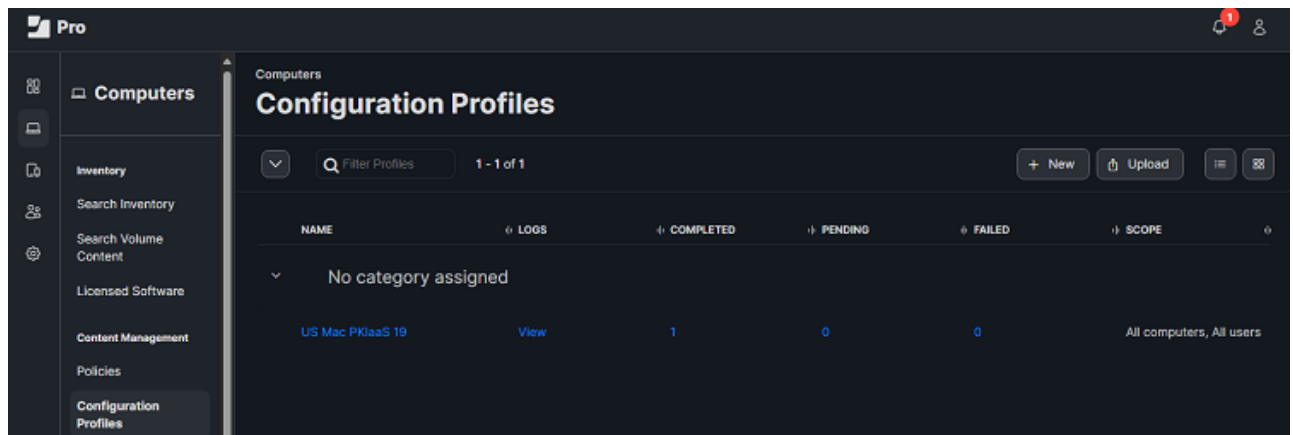 Pro
1
Computers
Inventory
Search Inventory
Search Volume
Content
Licensed Software
Content Management
Policies
Configuration
Profiles
Computers
Configuration Profiles
Filter Profiles
1 - 1 of 1
+ New
Upload
NAME
LOGS
COMPLETED
PENDING
FAILED
SCOPE
No category assigned
US Mac PKIaaS 19
View
1
0
0
All computers, All users